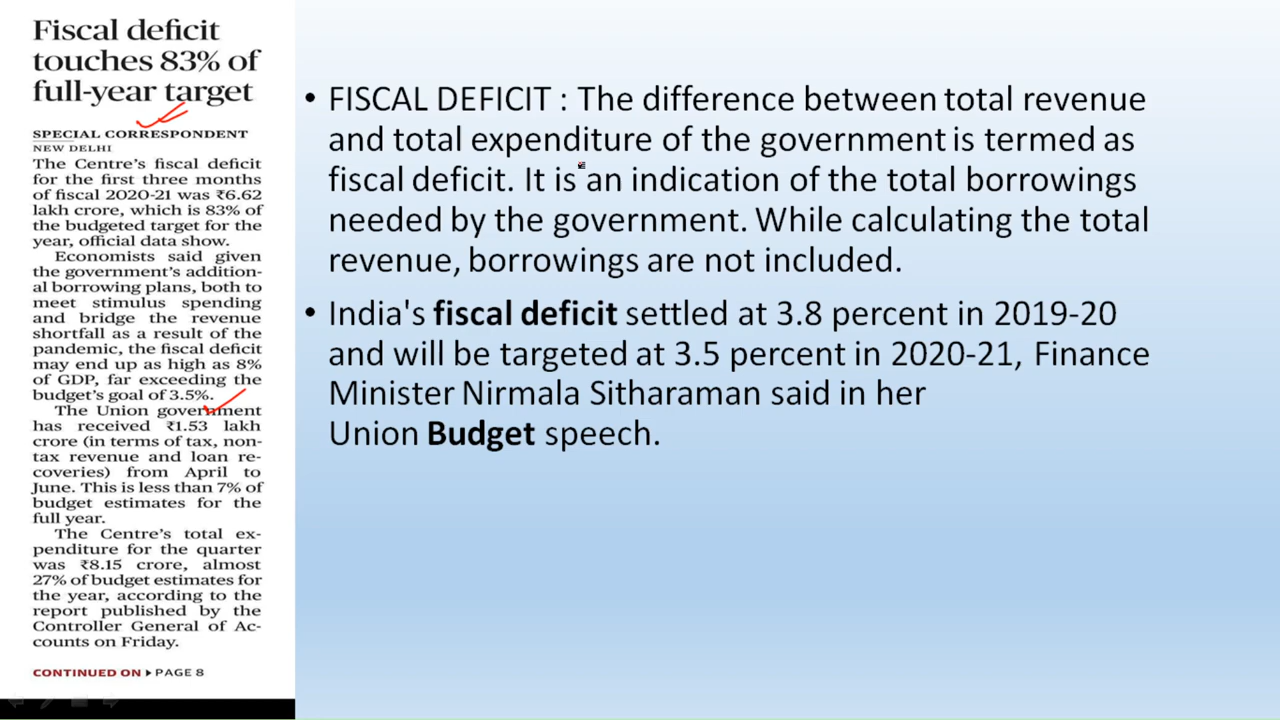 Fiscal deficit
touches 83% of
full-year target
SPECIAL CORRESPONDENT
NEW DELHI
The Centre's fiscal deficit
for the first three months
of fiscal 2020-21 was ₹6.62
lakh crore, which is 83% of
the budgeted target for the
year, official data show.
Economists said given
the government's addition-
al borrowing plans, both to
meet stimulus spending
and bridge the revenue
shortfall as a result of the
pandemic, the fiscal deficit
may end up as high as 8%
of GDP, far exceeding the
budget's goal of 3.5%.
The Union government
has received ₹1.53 lakh
crore (in terms of tax, non-
tax revenue and loan re-
coveries) from April to
June. This is less than 7% of
budget estimates for the
full year.
The Centre's total ex-
penditure for the quarter
was ₹8.15 crore, almost
27% of budget estimates for
the year, according to the
report published by the
Controller General of Ac-
counts on Friday.
CONTINUED ON ▸ PAGE 8
• FISCAL DEFICIT : The difference between total revenue
and total expenditure of the government is termed as
fiscal deficit. It is an indication of the total borrowings
needed by the government. While calculating the total
revenue, borrowings are not included.
• India's fiscal deficit settled at 3.8 percent in 2019-20
and will be targeted at 3.5 percent in 2020-21, Finance
Minister Nirmala Sitharaman said in her
Union Budget speech.